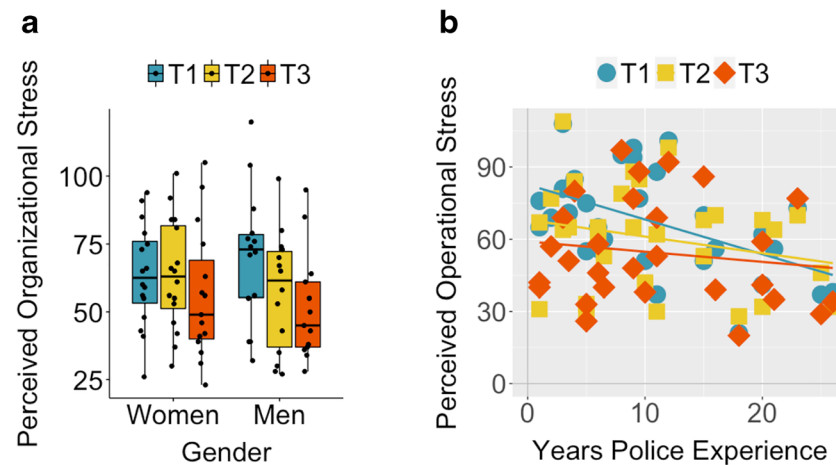 a
T1 T2 T3
Perceived Organizational Stress
100
75
50
25
Women Men
Gender
b
T1 T2 T3
Perceived Operational Stress
90
60
30
0
0 10 20
Years Police Experience